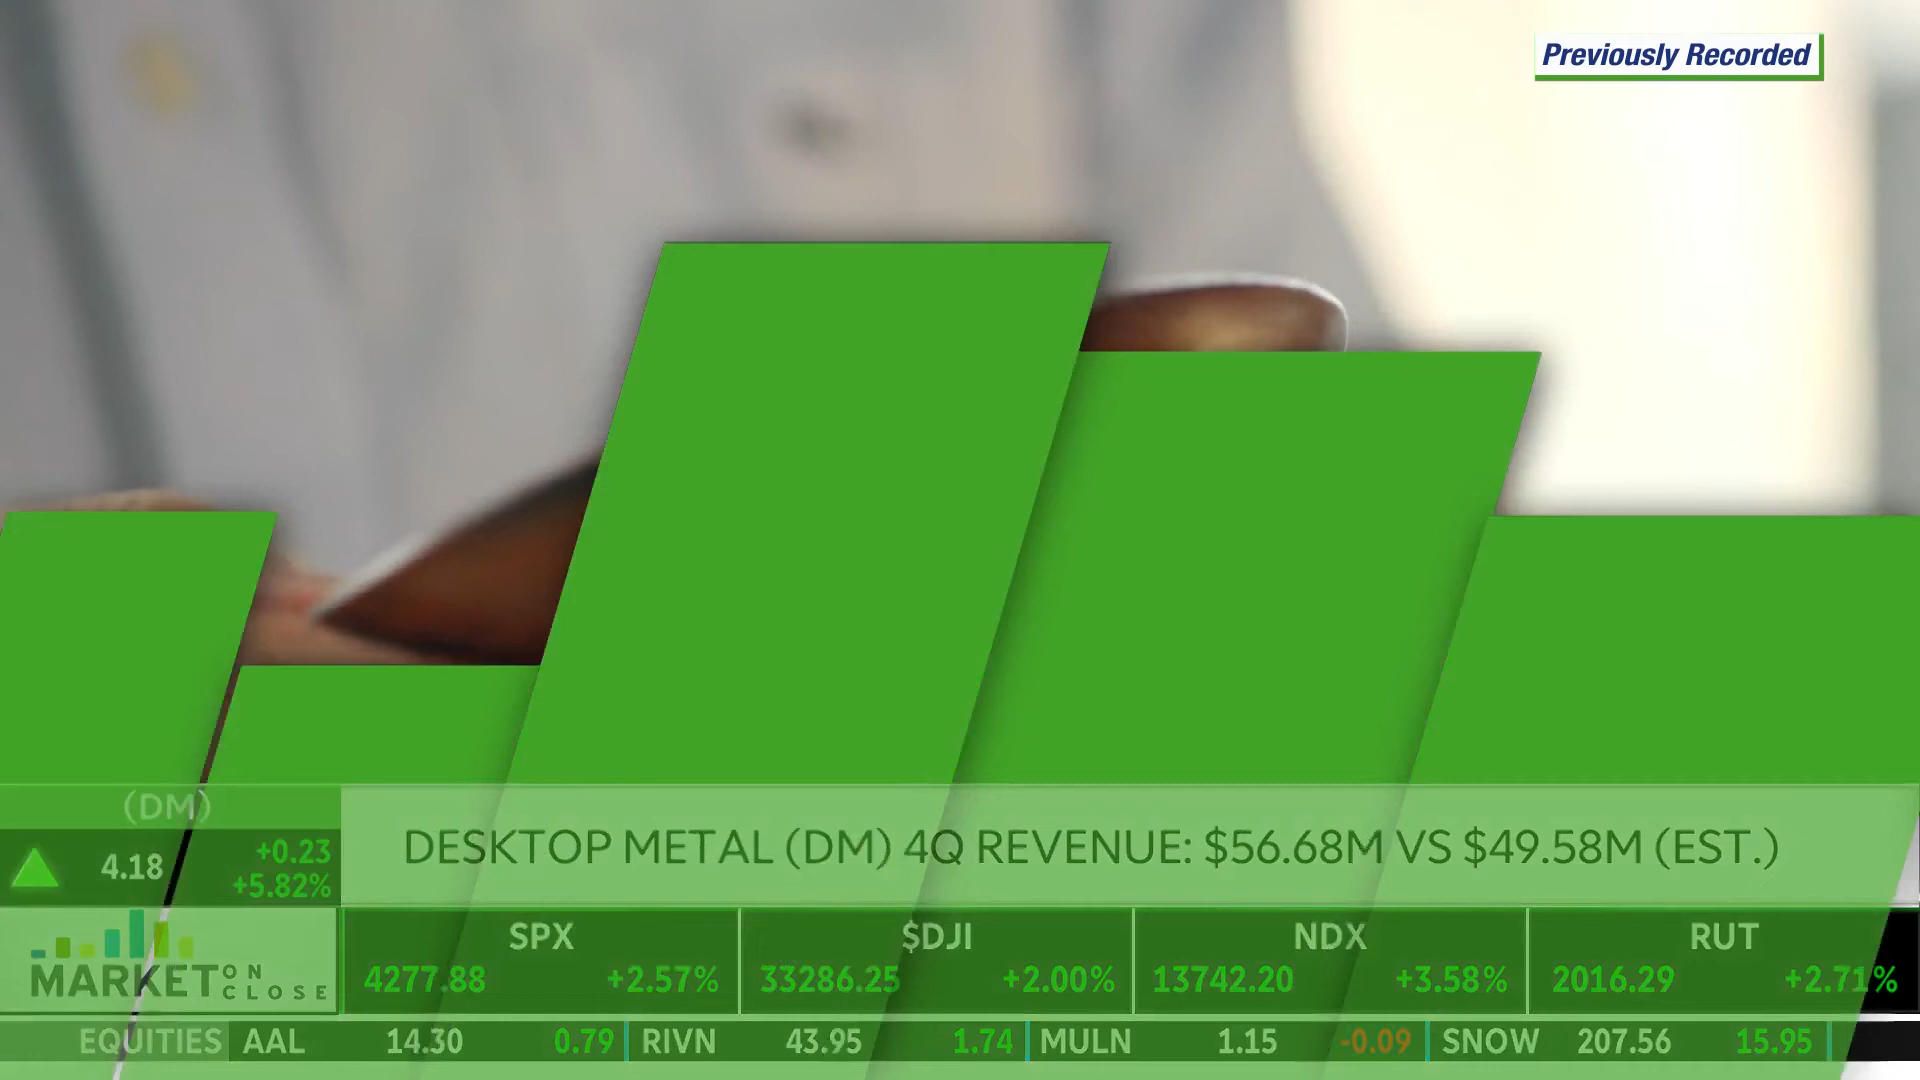 Previously Recorded
(DM)
4.18 +0.23 +5.82%
DESKTOP METAL (DM) 4Q REVENUE: $56.68M VS $49.58M (EST.)
MARKET ON CLOSE
SPX 4277.88 +2.57%
$DJI 33286.25 +2.00%
NDX 13742.20 +3.58%
RUT 2016.29 +2.71%
EQUITIES AAL 14.30 0.79 RIVN 43.95 1.74 MULN 1.15 -0.09 SNOW 207.56 15.95